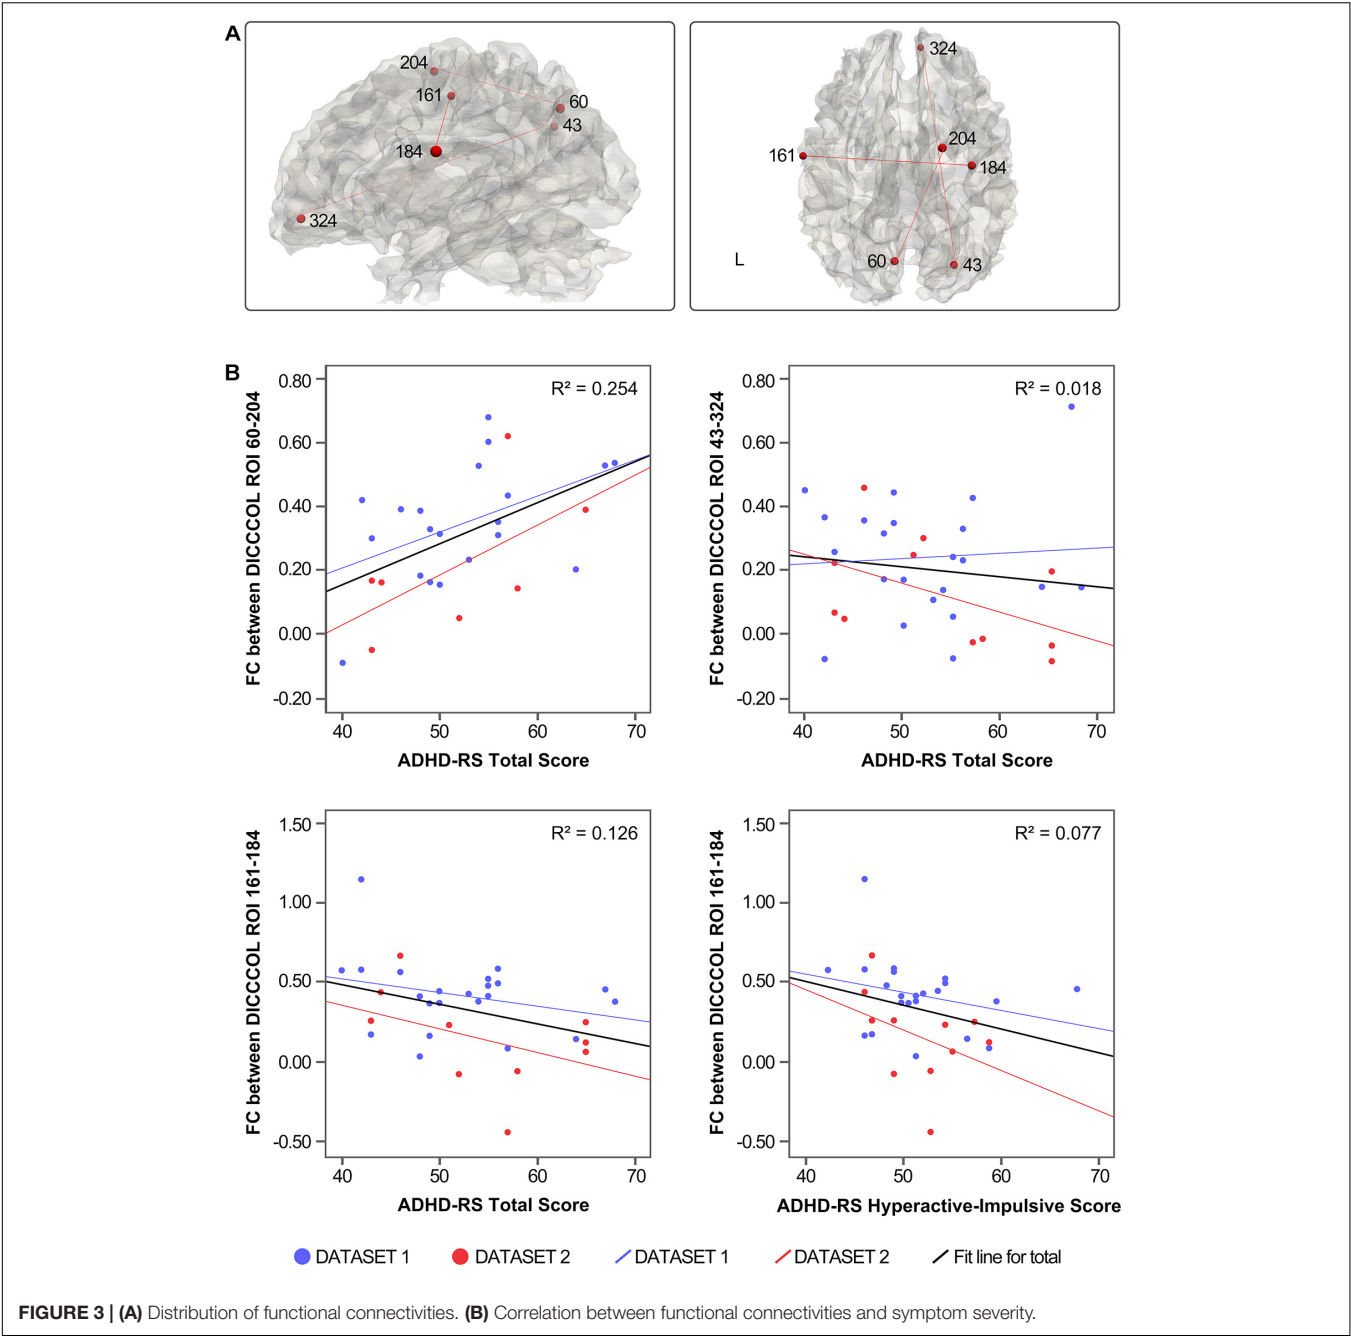 A
204
161
60
43
184
324
324
204
161
184
60
43
L
B
R² = 0.254
0.80
0.60
0.40
0.20
0.00
-0.20
FC between DICCCOL ROI 60-204
40 50 60 70
ADHD-RS Total Score
R² = 0.018
0.80
0.60
0.40
0.20
0.00
-0.20
FC between DICCCOL ROI 43-324
40 50 60 70
ADHD-RS Total Score
R² = 0.126
1.50
1.00
0.50
0.00
-0.50
FC between DICCCOL ROI 161-184
40 50 60 70
ADHD-RS Total Score
R² = 0.077
1.50
1.00
0.50
0.00
-0.50
FC between DICCCOL ROI 161-184
40 50 60 70
ADHD-RS Hyperactive-Impulsive Score
DATASET 1 DATASET 2 DATASET 1 DATASET 2 Fit line for total
FIGURE 3 | (A) Distribution of functional connectivities. (B) Correlation between functional connectivities and symptom severity.